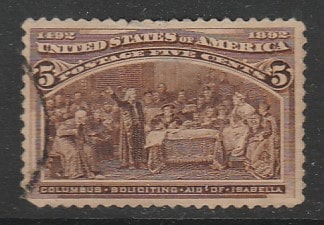 1492 1892
UNITED STATES OF AMERICA
POSTAGE FIVE CENTS
5 5
COLUMBUS SOLICITING AID OF ISABELLA